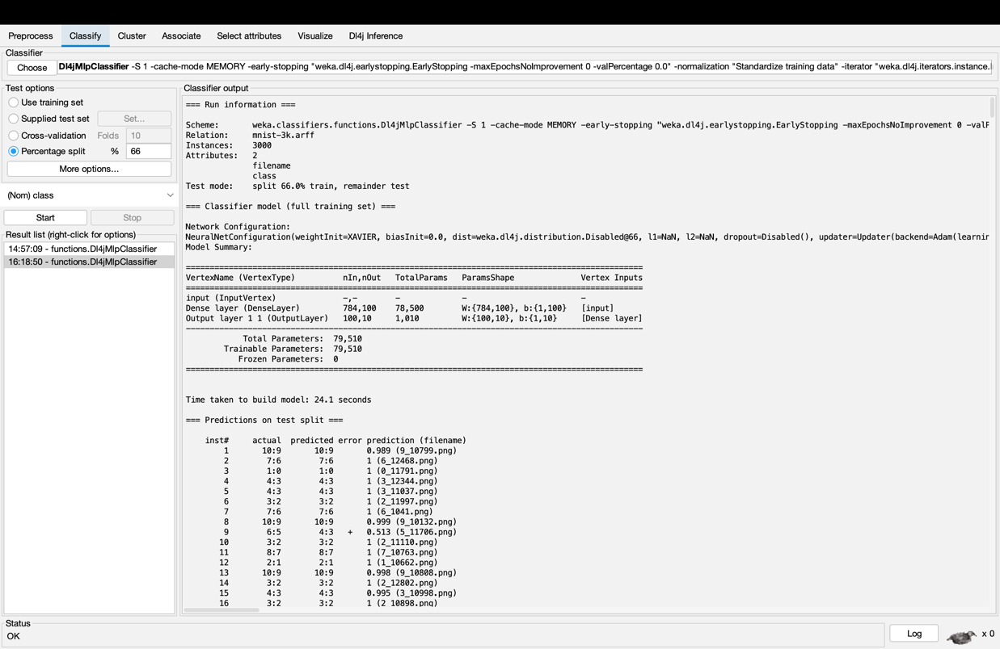 Preprocess Classify Cluster Associate Select attributes Visualize Dl4j Inference
Classifier
Choose Dl4jMlpClassifier -S 1 -cache-mode MEMORY -early-stopping "weka.dl4j.earlystopping.EarlyStopping -maxEpochsNoImprovement 0 -valPercentage 0.0" -normalization "Standardize training data" -iterator "weka.dl4j.iterators.instance.
Test options
Use training set
Supplied test set Set...
Cross-validation Folds 10
Percentage split % 66
More options...
(Nom) class
Start Stop
Result list (right-click for options)
14:57:09 - functions.Dl4jMlpClassifier
16:18:50 - functions.Dl4jMlpClassifier
Classifier output
=== Run information ===
Scheme: weka.classifiers.functions.Dl4jMlpClassifier -S 1 -cache-mode MEMORY -early-stopping "weka.dl4j.earlystopping.EarlyStopping -maxEpochsNoImprovement 0 -valF
Relation: mnist-3k.arff
Instances: 3000
Attributes: 2
filename
class
Test mode: split 66.0% train, remainder test
=== Classifier model (full training set) ===
Network Configuration:
NeuralNetConfiguration(weightInit=XAVIER, biasInit=0.0, dist=weka.dl4j.distribution.Disabled@66, l1=NaN, l2=NaN, dropout=Disabled(), updater=Updater(backend=Adam(learnin
Model Summary:
VertexName (VertexType) nIn,nOut TotalParams ParamsShape Vertex Inputs
input (InputVertex) -,- - - -
Dense layer (DenseLayer) 784,100 78,500 W:{784,100}, b:{1,100} [input]
Output layer 1 1 (OutputLayer) 100,10 1,010 W:{100,10}, b:{1,10} [Dense layer]
Total Parameters: 79,510
Trainable Parameters: 79,510
Frozen Parameters: 0
Time taken to build model: 24.1 seconds
=== Predictions on test split ===
inst# actual predicted error prediction (filename)
1 10:9 10:9 0.989 (9_10799.png)
2 7:6 7:6 1 (6_12468.png)
3 1:0 1:0 1 (0_11791.png)
4 4:3 4:3 1 (3_12344.png)
5 4:3 4:3 1 (3_11037.png)
6 3:2 3:2 1 (2_11997.png)
7 7:6 7:6 1 (6_1041.png)
8 10:9 10:9 0.999 (9_10132.png)
9 6:5 4:3 + 0.513 (5_11706.png)
10 3:2 3:2 1 (2_11110.png)
11 8:7 8:7 1 (7_10763.png)
12 2:1 2:1 1 (1_10662.png)
13 10:9 10:9 0.998 (9_10808.png)
14 3:2 3:2 1 (2_12802.png)
15 4:3 4:3 0.995 (3_10998.png)
16 3:2 3:2 1 (2_10898.png)
Status
OK
Log x 0